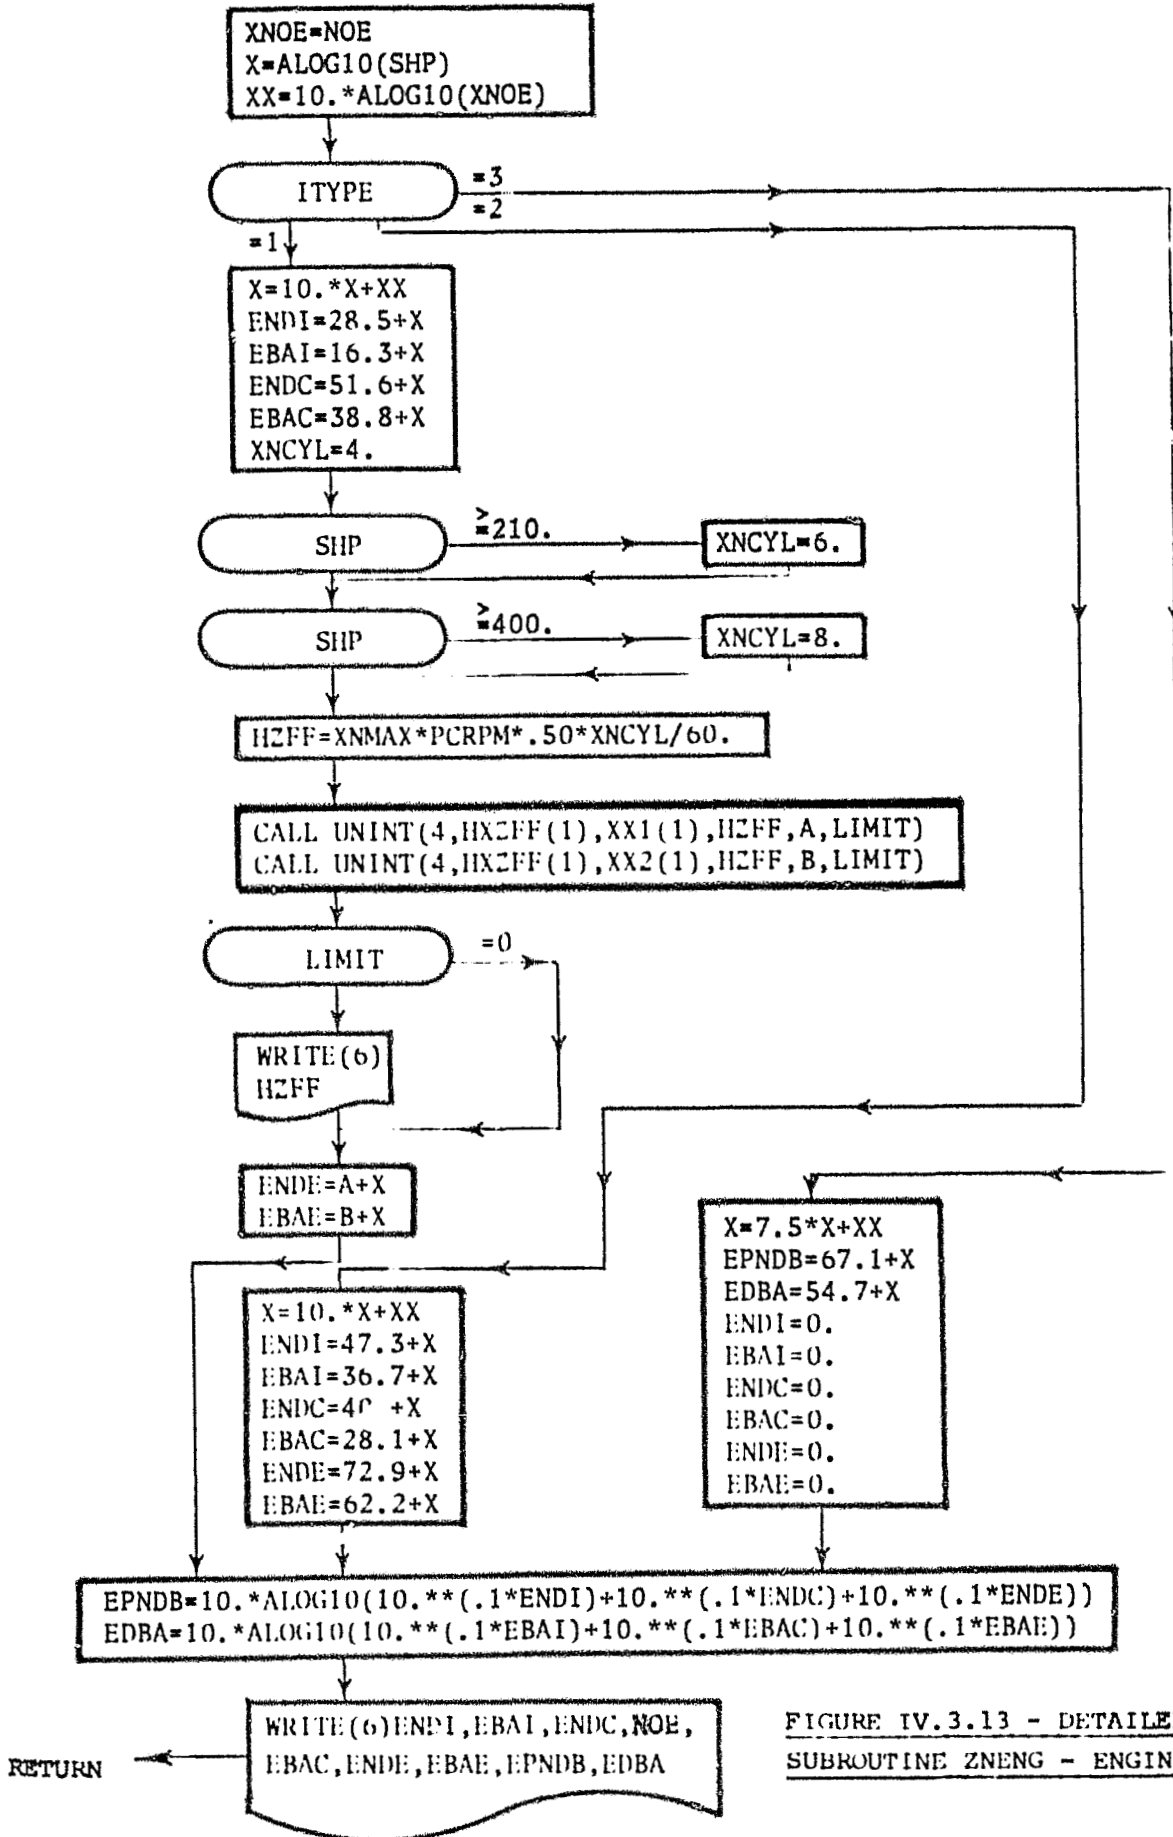 XNOE=NOE
X=ALOG10(SHP)
XX=10.*ALOG10(XNOE)
ITYPE
=3
=2
=1
X=10.*X+XX
ENDI=28.5+X
EBAI=16.3+X
ENDC=51.6+X
EBAC=38.8+X
XNCYL=4.
SHP
>
=210.
XNCYL=6.
SHP
>
=400.
XNCYL=8.
HZFF=XNMAX*PCRPM*.50*XNCYL/60.
CALL UNINT(4,HXZFF(1),XX1(1),HZFF,A,LIMIT)
CALL UNINT(4,HXZFF(1),XX2(1),HZFF,B,LIMIT)
LIMIT
=0
WRITE(6)
HZFF
ENDE=A+X
EBAE=B+X
X=10.*X+XX
ENDI=47.3+X
EBAI=36.7+X
ENDC=4 +X
EBAC=28.1+X
ENDE=72.9+X
EBAE=62.2+X
X=7.5*X+XX
EPNDB=67.1+X
EDBA=54.7+X
ENDI=0.
EBAI=0.
ENDC=0.
EBAC=0.
ENDE=0.
EBAE=0.
EPNDB=10.*ALOG10(10.**(.1*ENDI)+10.**(.1*ENDC)+10.**(.1*ENDE))
EDBA=10.*ALOG10(10.**(.1*EBAI)+10.**(.1*EBAC)+10.**(.1*EBAE))
WRITE(6)ENDI,EBAI,ENDC,NOE,
EBAC,ENDE,EBAE,EPNDB,EDBA
RETURN
FIGURE IV.3.13 - DETAILE
SUBROUTINE ZNENG - ENGIN